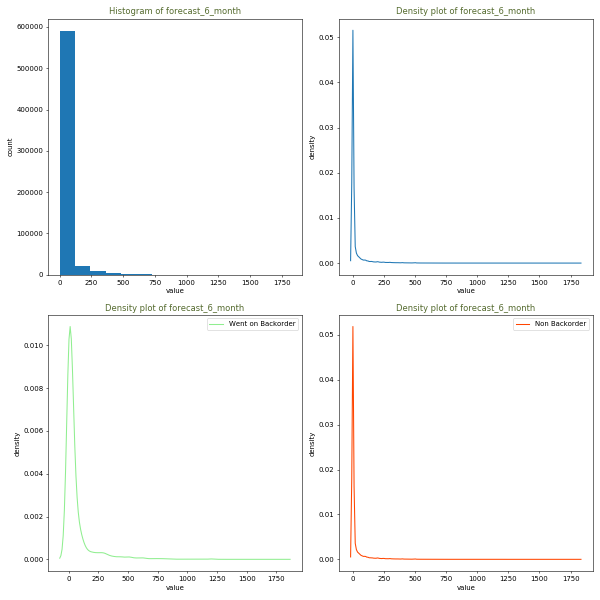 Histogram of forecast_6_month
600000
500000
400000
300000
200000
100000
0
count
0 250 500 750 1000 1250 1500 1750
value
Density plot of forecast_6_month
0.05
0.04
0.03
0.02
0.01
0.00
density
0 250 500 750 1000 1250 1500 1750
value
Density plot of forecast_6_month
Went on Backorder
0.010
0.008
0.006
0.004
0.002
0.000
density
0 250 500 750 1000 1250 1500 1750
value
Density plot of forecast_6_month
Non Backorder
0.05
0.04
0.03
0.02
0.01
0.00
density
0 250 500 750 1000 1250 1500 1750
value